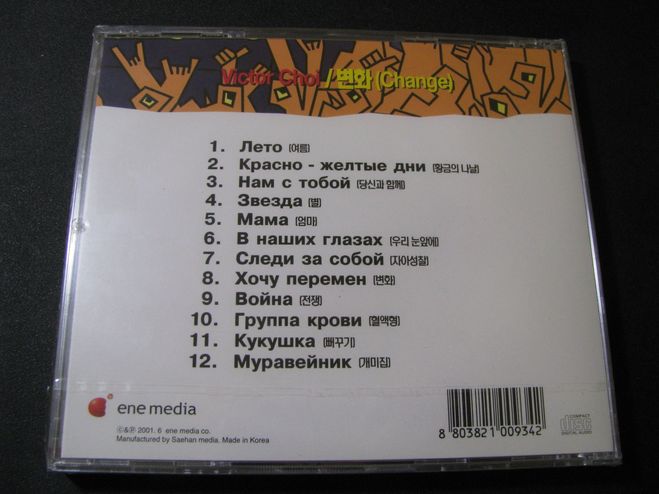 Victor Choi / 변화 (Change)
1. Лето (여름)
2. Красно - желтые дни (황금의 나날)
3. Нам с тобой (당신과 함께)
4. Звезда (별)
5. Мама (엄마)
6. В наших глазах (우리 눈앞에)
7. Следи за собой (자아성찰)
8. Хочу перемен (변화)
9. Война (전쟁)
10. Группа крови (혈액형)
11. Кукушка (뻐꾸기)
12. Муравейник (개미집)
ene media
©&℗ 2001. 6 ene media co.
Manufactured by Saehan media. Made in Korea
8 803821 009342
COMPACT
disc
DIGITAL AUDIO